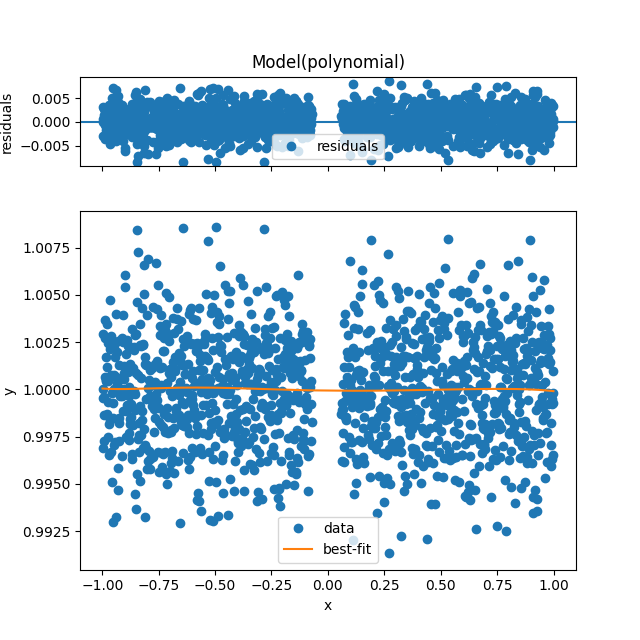 Model(polynomial)
residuals
0.005
0.000
−0.005
residuals
y
1.0075
1.0050
1.0025
1.0000
0.9975
0.9950
0.9925
data
best-fit
−1.00 −0.75 −0.50 −0.25 0.00 0.25 0.50 0.75 1.00
x